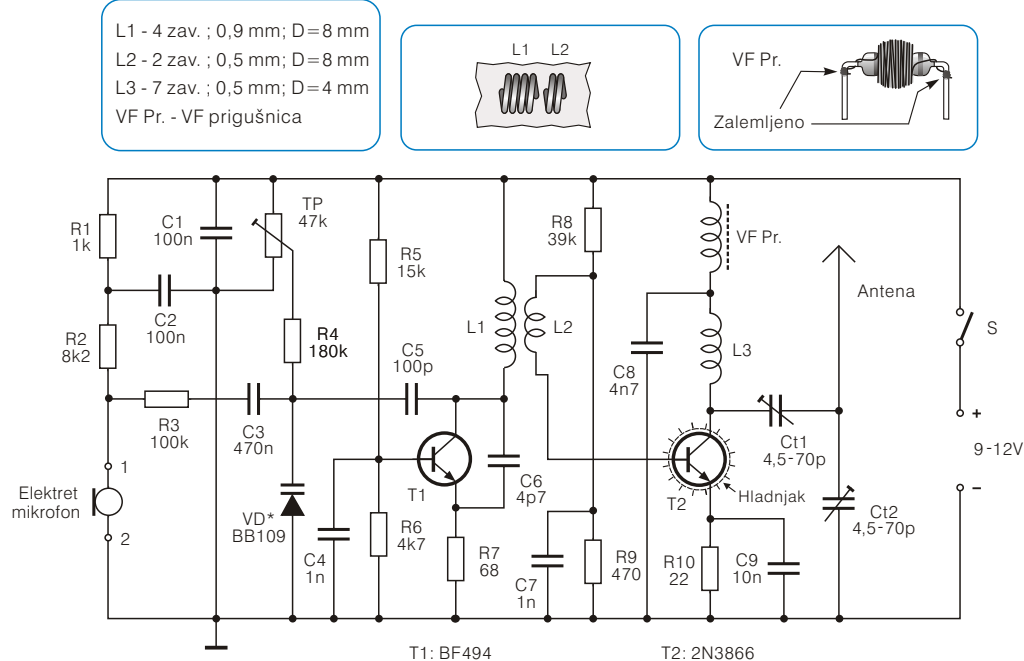 L1 - 4 zav. ; 0,9 mm; D=8 mm
L2 - 2 zav. ; 0,5 mm; D=8 mm
L3 - 7 zav. ; 0,5 mm; D=4 mm
VF Pr. - VF prigušnica
L1 L2
VF Pr.
Zalemljeno
R1
1k
C1
100n
TP
47k
R5
15k
R8
39k
VF Pr.
Antena
C2
100n
R2
8k2
R4
180k
C5
100p
L1
L2
C8
4n7
L3
S
R3
100k
C3
470n
Ct1
4,5-70p
+
9-12V
−
1
Elektret
mikrofon
2
VD*
BB109
T1
C6
4p7
T2
Hladnjak
Ct2
4,5-70p
C4
1n
R6
4k7
R7
68
C7
1n
R9
470
R10
22
C9
10n
T1: BF494
T2: 2N3866